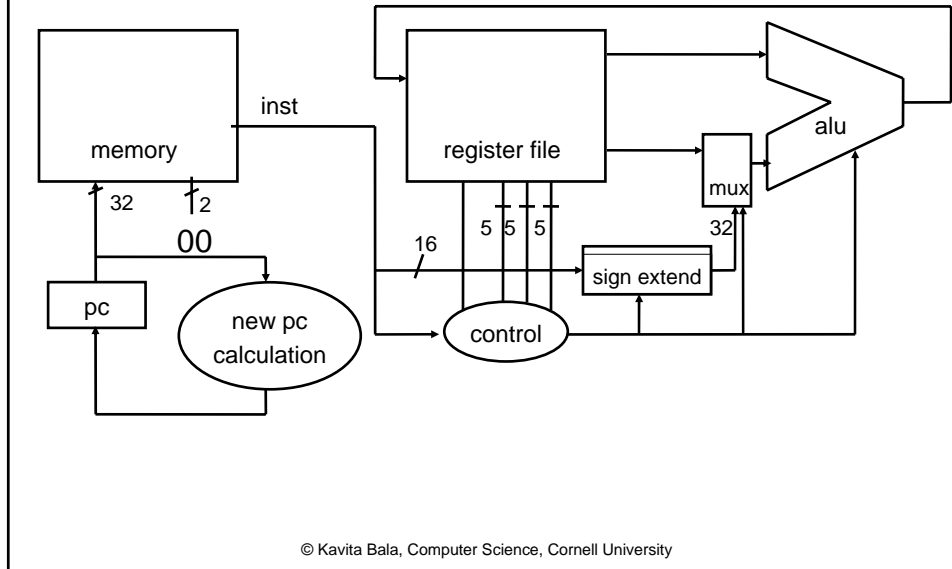 inst
memory
register file
alu
mux
32
2
00
16
5
5
5
32
sign extend
pc
new pc
calculation
control
© Kavita Bala, Computer Science, Cornell University